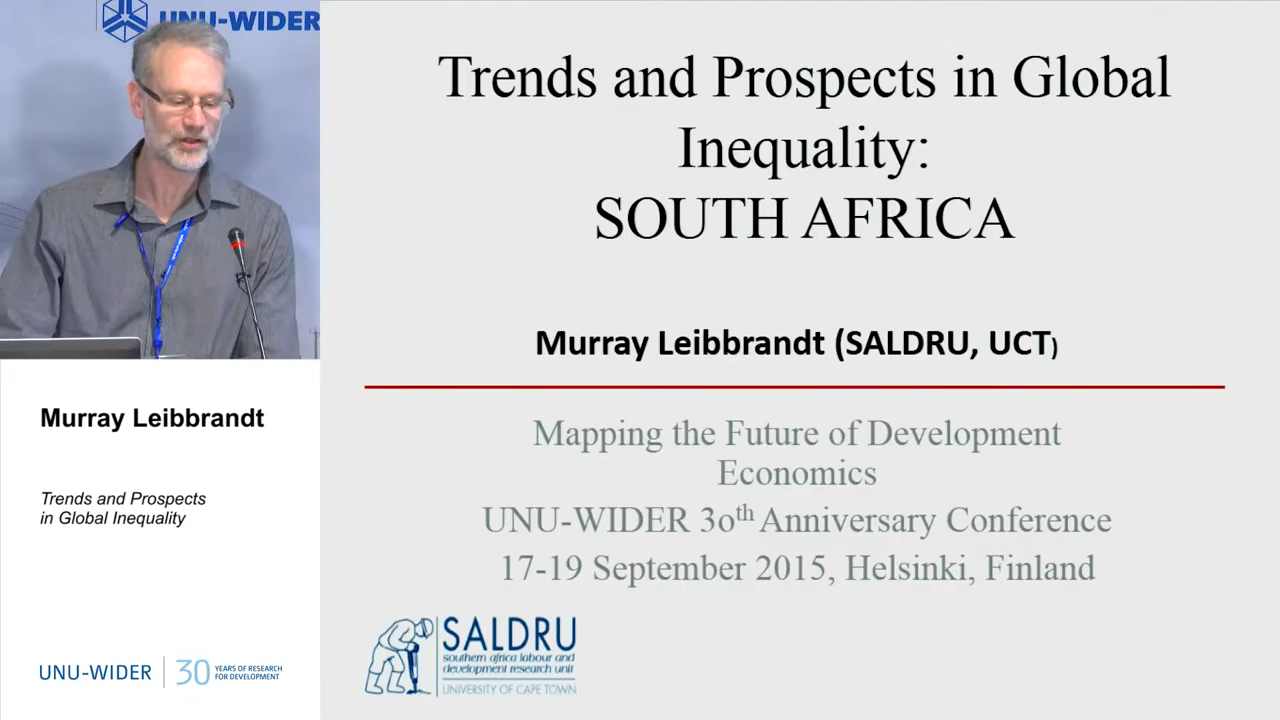 UNU-WIDER
Trends and Prospects in Global
Inequality:
SOUTH AFRICA
Murray Leibbrandt (SALDRU, UCT)
Mapping the Future of Development
Economics
UNU-WIDER 3oth Anniversary Conference
17-19 September 2015, Helsinki, Finland
SALDRU
southern africa labour and
development research unit
UNIVERSITY OF CAPE TOWN
Murray Leibbrandt
Trends and Prospects
in Global Inequality
UNU-WIDER
30 YEARS OF RESEARCH
FOR DEVELOPMENT